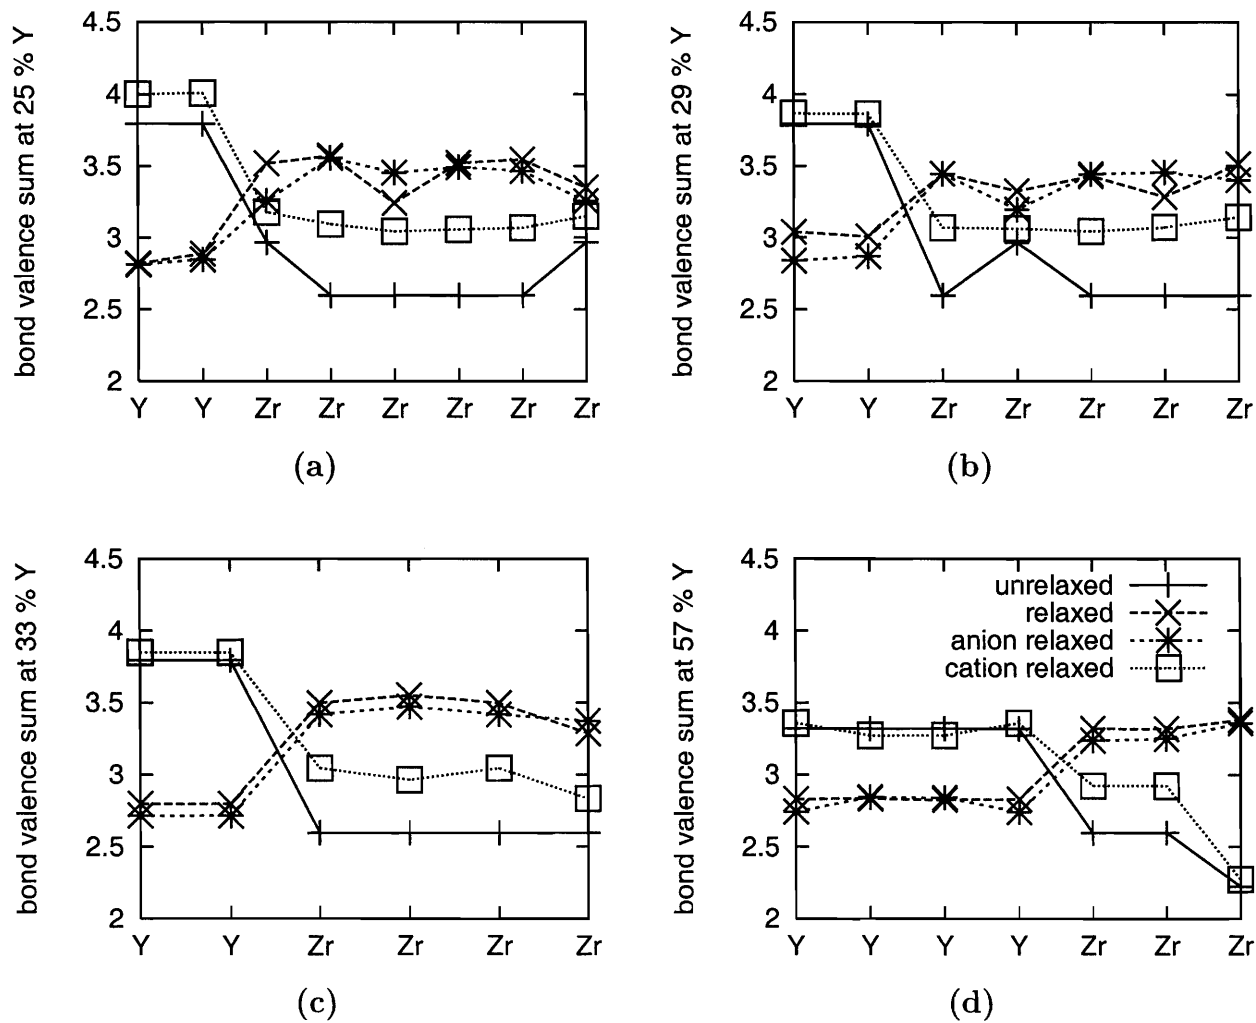 bond valence sum at 25 % Y
4.5
4
3.5
3
2.5
2
Y Y Zr Zr Zr Zr Zr Zr
(a)
bond valence sum at 29 % Y
4.5
4
3.5
3
2.5
2
Y Y Zr Zr Zr Zr Zr
(b)
bond valence sum at 33 % Y
4.5
4
3.5
3
2.5
2
Y Y Zr Zr Zr Zr
(c)
bond valence sum at 57 % Y
4.5
4
3.5
3
2.5
2
unrelaxed
relaxed
anion relaxed
cation relaxed
Y Y Y Y Zr Zr Zr
(d)